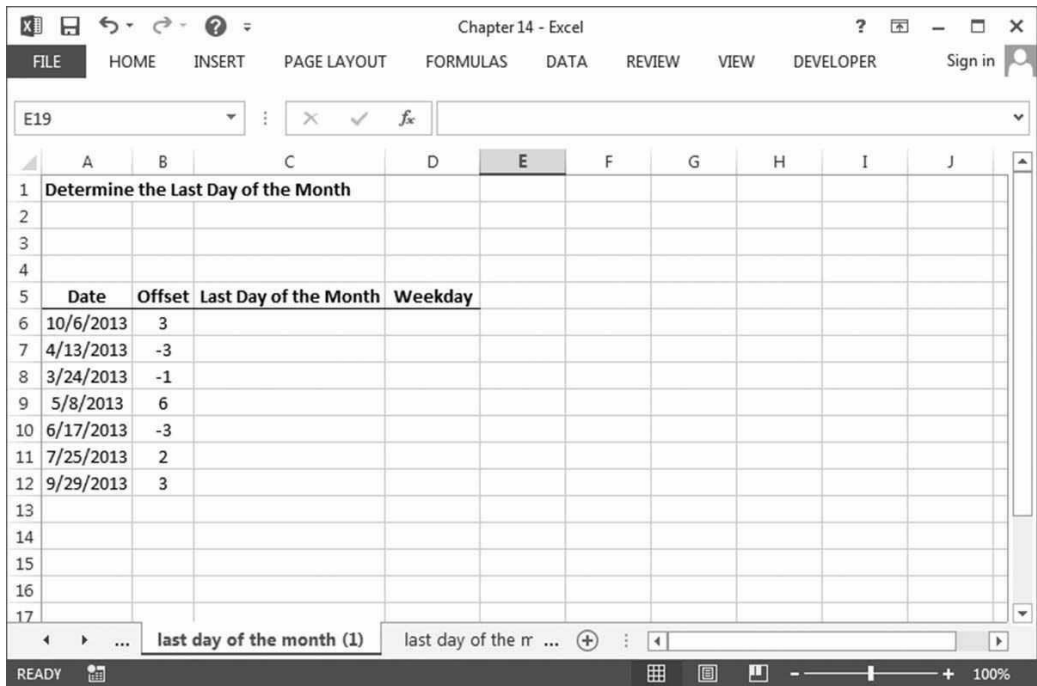 Chapter 14 - Excel
FILE HOME INSERT PAGE LAYOUT FORMULAS DATA REVIEW VIEW DEVELOPER Sign in
E19 fx
A B C D E F G H I J
1 Determine the Last Day of the Month
2
3
4
5 Date Offset Last Day of the Month Weekday
6 10/6/2013 3
7 4/13/2013 -3
8 3/24/2013 -1
9 5/8/2013 6
10 6/17/2013 -3
11 7/25/2013 2
12 9/29/2013 3
13
14
15
16
17
... last day of the month (1) last day of the m ...
READY 100%